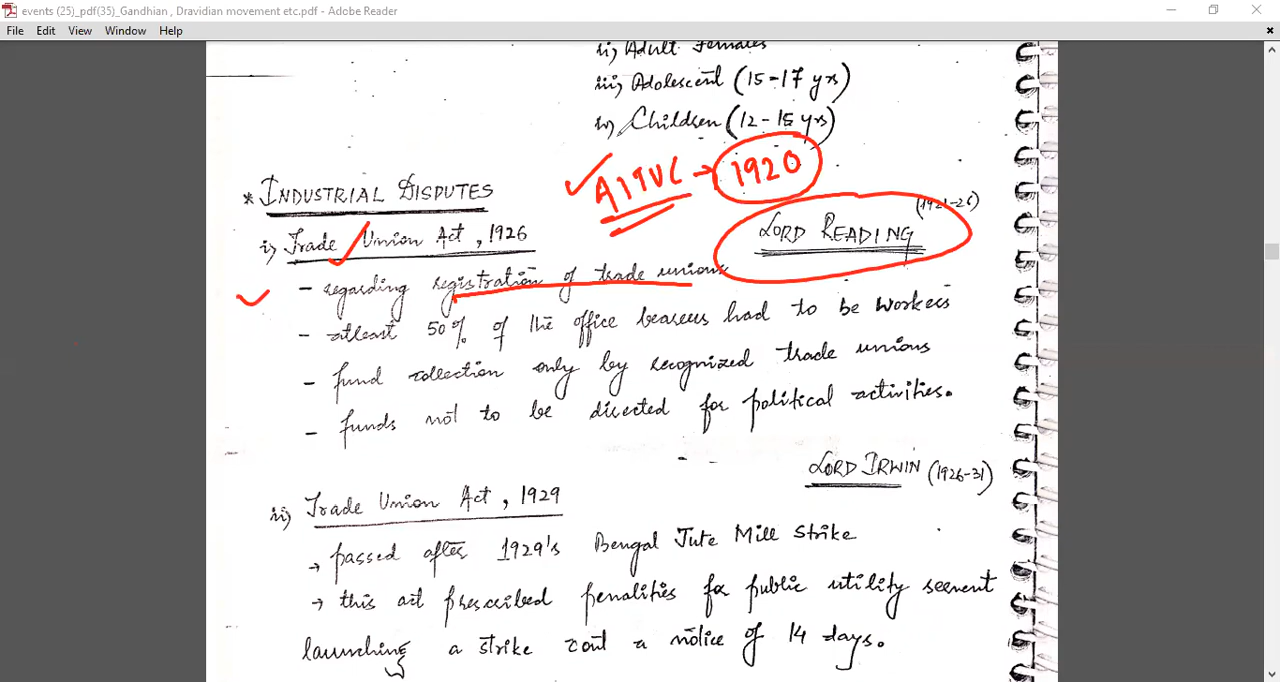 events (25)_pdf(35)_Gandhian , Dravidian movement etc.pdf - Adobe Reader
File Edit View Window Help
ii) Adult Females
iii) Adolescent (15-17 yrs)
iv) Children (12-15 yrs)
AITUC → 1920
* INDUSTRIAL DISPUTES
(1921-26)
i) Trade Union Act, 1926 LORD READING
- regarding registration of trade unions
- atleast 50% of the office bearers had to be workers
- fund collection only by recognized trade unions
- funds not to be directed for political activities.
LORD IRWIN (1926-31)
ii) Trade Union Act, 1929
→ passed after 1929's Bengal Jute Mill Strike
→ this act prescribed penalities for public utility servent
launching a strike w/out a notice of 14 days.